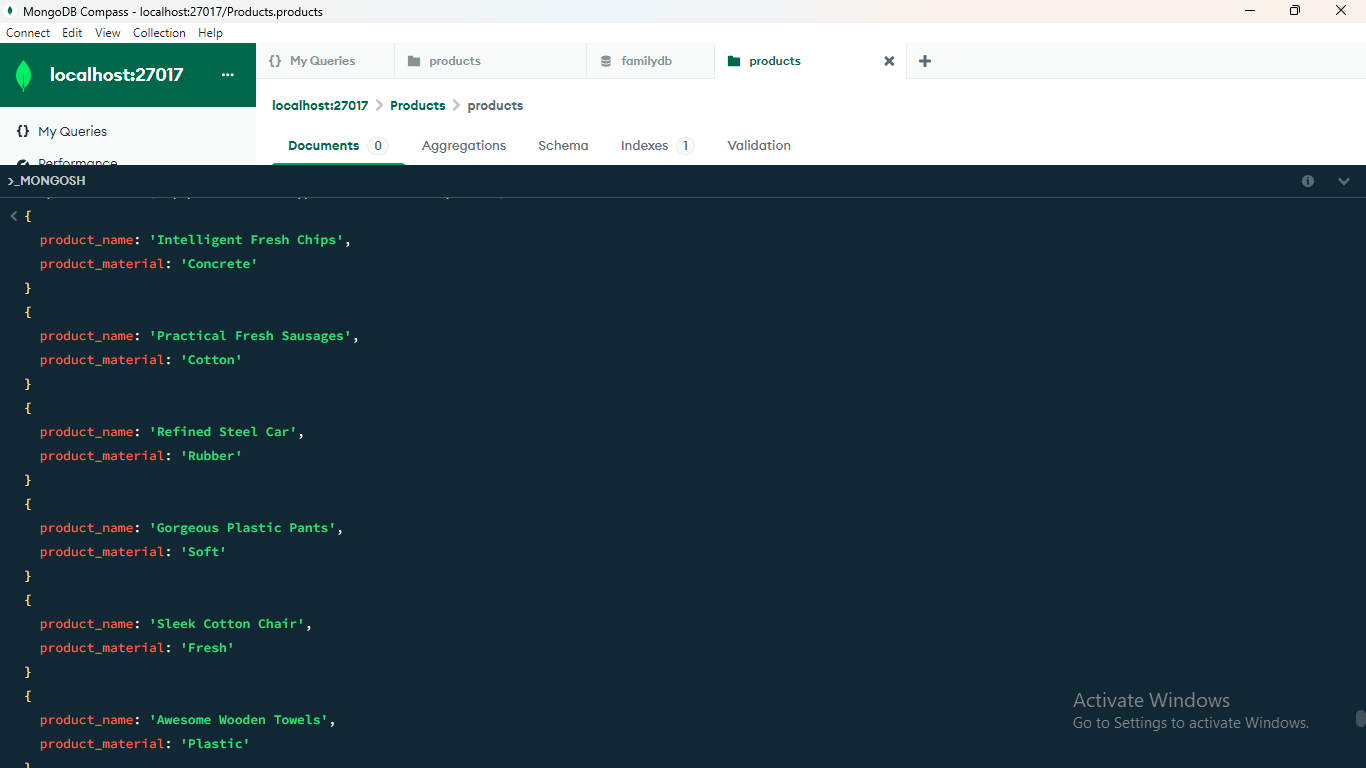 MongoDB Compass - localhost:27017/Products.products
Connect Edit View Collection Help
localhost:27017 ...
{} My Queries
products
familydb
products
localhost:27017 > Products > products
{} My Queries
Performance
Documents 0 Aggregations Schema Indexes 1 Validation
>_MONGOSH
< {
product_name: 'Intelligent Fresh Chips',
product_material: 'Concrete'
}
{
product_name: 'Practical Fresh Sausages',
product_material: 'Cotton'
}
{
product_name: 'Refined Steel Car',
product_material: 'Rubber'
}
{
product_name: 'Gorgeous Plastic Pants',
product_material: 'Soft'
}
{
product_name: 'Sleek Cotton Chair',
product_material: 'Fresh'
}
{
product_name: 'Awesome Wooden Towels',
product_material: 'Plastic'
}
Activate Windows
Go to Settings to activate Windows.